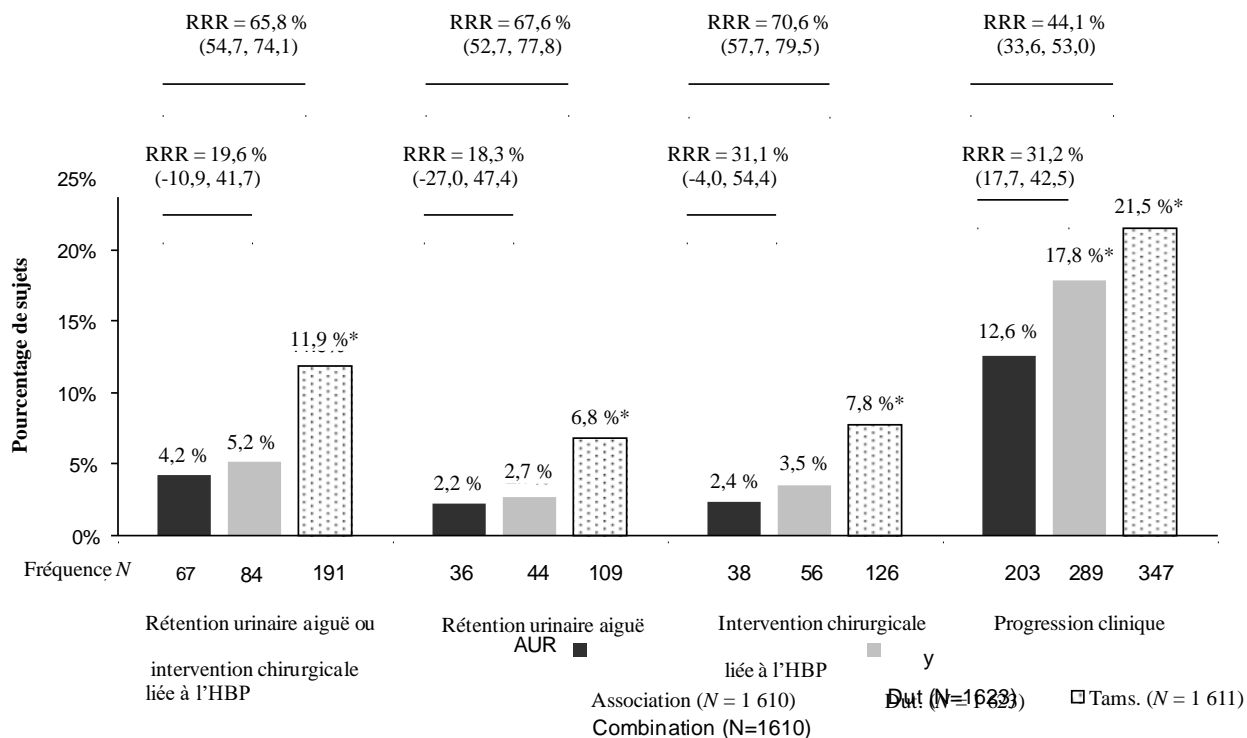 RRR = 65,8 %
(54,7, 74,1)
RRR = 67,6 %
(52,7, 77,8)
RRR = 70,6 %
(57,7, 79,5)
RRR = 44,1 %
(33,6, 53,0)
RRR = 19,6 %
(-10,9, 41,7)
RRR = 18,3 %
(-27,0, 47,4)
RRR = 31,1 %
(-4,0, 54,4)
RRR = 31,2 %
(17,7, 42,5)
Pourcentage de sujets
25%
20%
15%
10%
5%
0%
4,2 %
5,2 %
11,9 %*
2,2 %
2,7 %
6,8 %*
2,4 %
3,5 %
7,8 %*
12,6 %
17,8 %*
21,5 %*
Fréquence N 67 84 191 36 44 109 38 56 126 203 289 347
Rétention urinaire aiguë ou
intervention chirurgicale
liée à l’HBP
Rétention urinaire aiguë
AUR
Intervention chirurgicale
liée à l’HBP
y
Progression clinique
Association (N = 1 610)
Combination (N=1610)
Dut (N=1623)
Dut. (N = 1 623)
Tams. (N = 1 611)